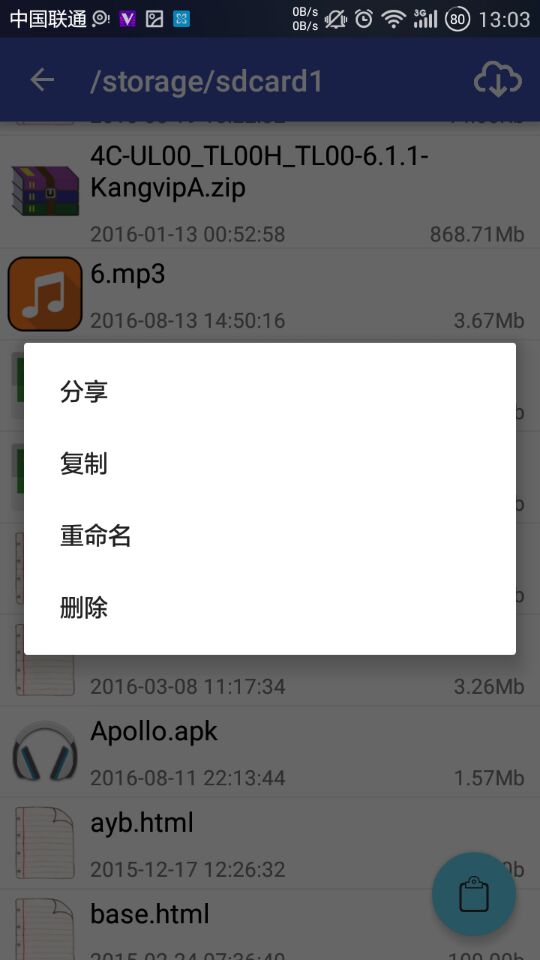 中国联通
0B/s
0B/s
3G
80
13:03
/storage/sdcard1
4C-UL00_TL00H_TL00-6.1.1-
KangvipA.zip
2016-01-13 00:52:58
868.71Mb
6.mp3
2016-08-13 14:50:16
3.67Mb
分享
复制
重命名
删除
2016-03-08 11:17:34
3.26Mb
Apollo.apk
2016-08-11 22:13:44
1.57Mb
ayb.html
2015-12-17 12:26:32
base.html